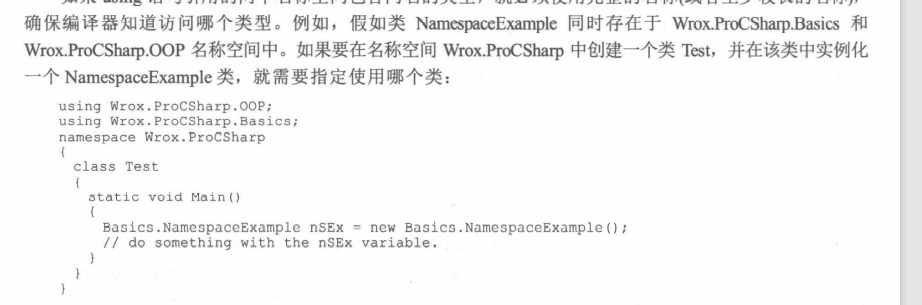 确保编译器知道访问哪个类型。例如，假如类 NamespaceExample 同时存在于 Wrox.ProCSharp.Basics 和
Wrox.ProCSharp.OOP 名称空间中。如果要在名称空间 Wrox.ProCSharp 中创建一个类 Test，并在该类中实例化
一个 NamespaceExample 类，就需要指定使用哪个类：
using Wrox.ProCSharp.OOP;
using Wrox.ProCSharp.Basics;
namespace Wrox.ProCSharp
{
class Test
{
static void Main()
{
Basics.NamespaceExample nSEx = new Basics.NamespaceExample();
// do something with the nSEx variable.
}
}
}